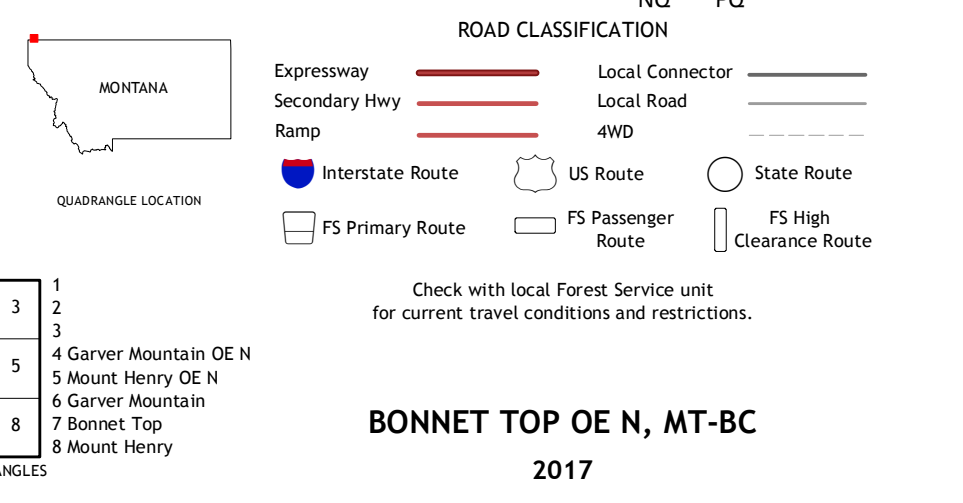 NQ PQ
ROAD CLASSIFICATION
Expressway
Local Connector
Secondary Hwy
Local Road
Ramp
4WD
MONTANA
QUADRANGLE LOCATION
Interstate Route
US Route
State Route
FS Primary Route
FS Passenger
Route
FS High
Clearance Route
Check with local Forest Service unit
for current travel conditions and restrictions.
3
5
8
1
2
3
4 Garver Mountain OE N
5 Mount Henry OE N
6 Garver Mountain
7 Bonnet Top
8 Mount Henry
BONNET TOP OE N, MT-BC
2017